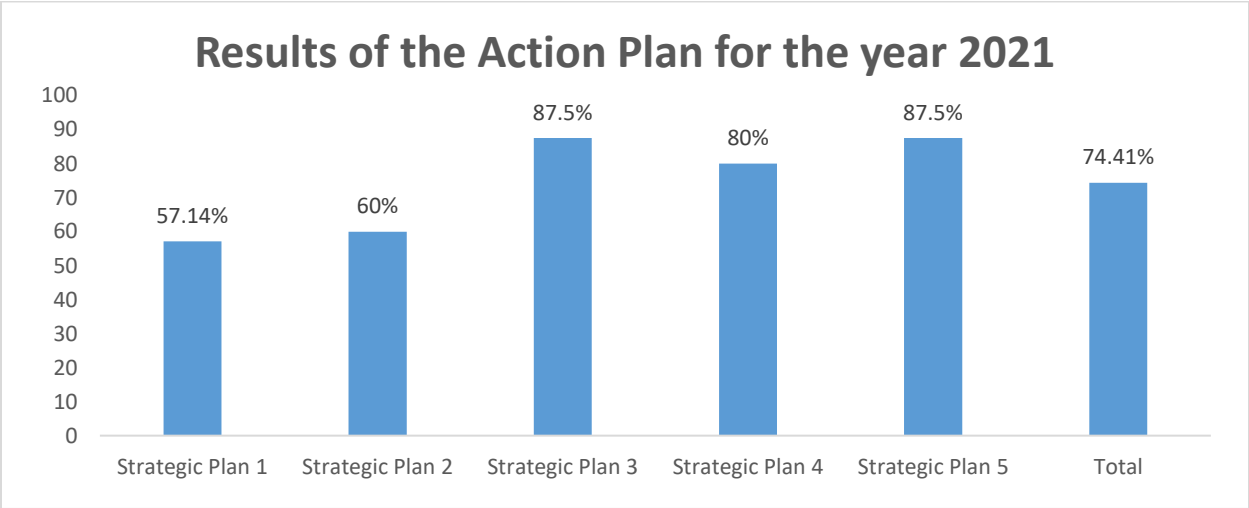 Results of the Action Plan for the year 2021
100
90
80
70
60
50
40
30
20
10
0
57.14%
60%
87.5%
80%
87.5%
74.41%
Strategic Plan 1
Strategic Plan 2
Strategic Plan 3
Strategic Plan 4
Strategic Plan 5
Total